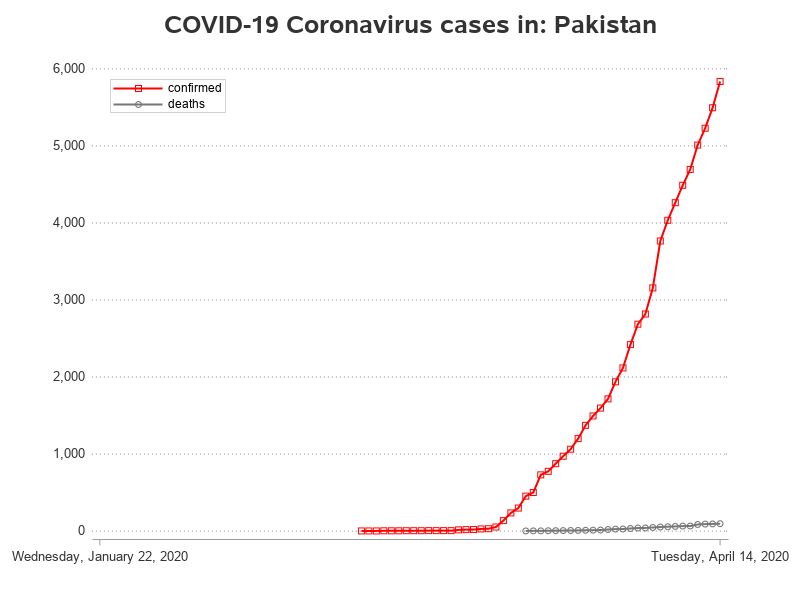 COVID-19 Coronavirus cases in: Pakistan
6,000
confirmed
deaths
5,000
4,000
3,000
2,000
1,000
0
Wednesday, January 22, 2020
Tuesday, April 14, 2020